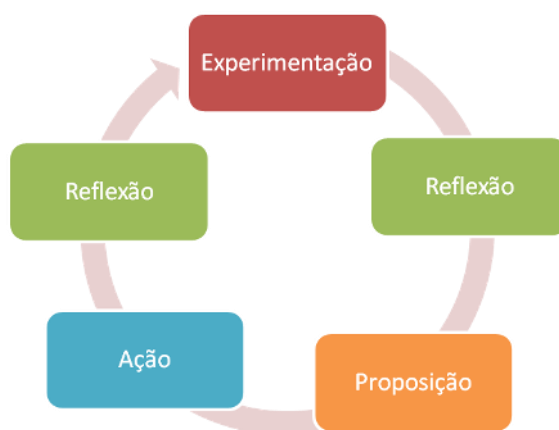 Experimentação
Reflexão
Proposição
Ação
Reflexão